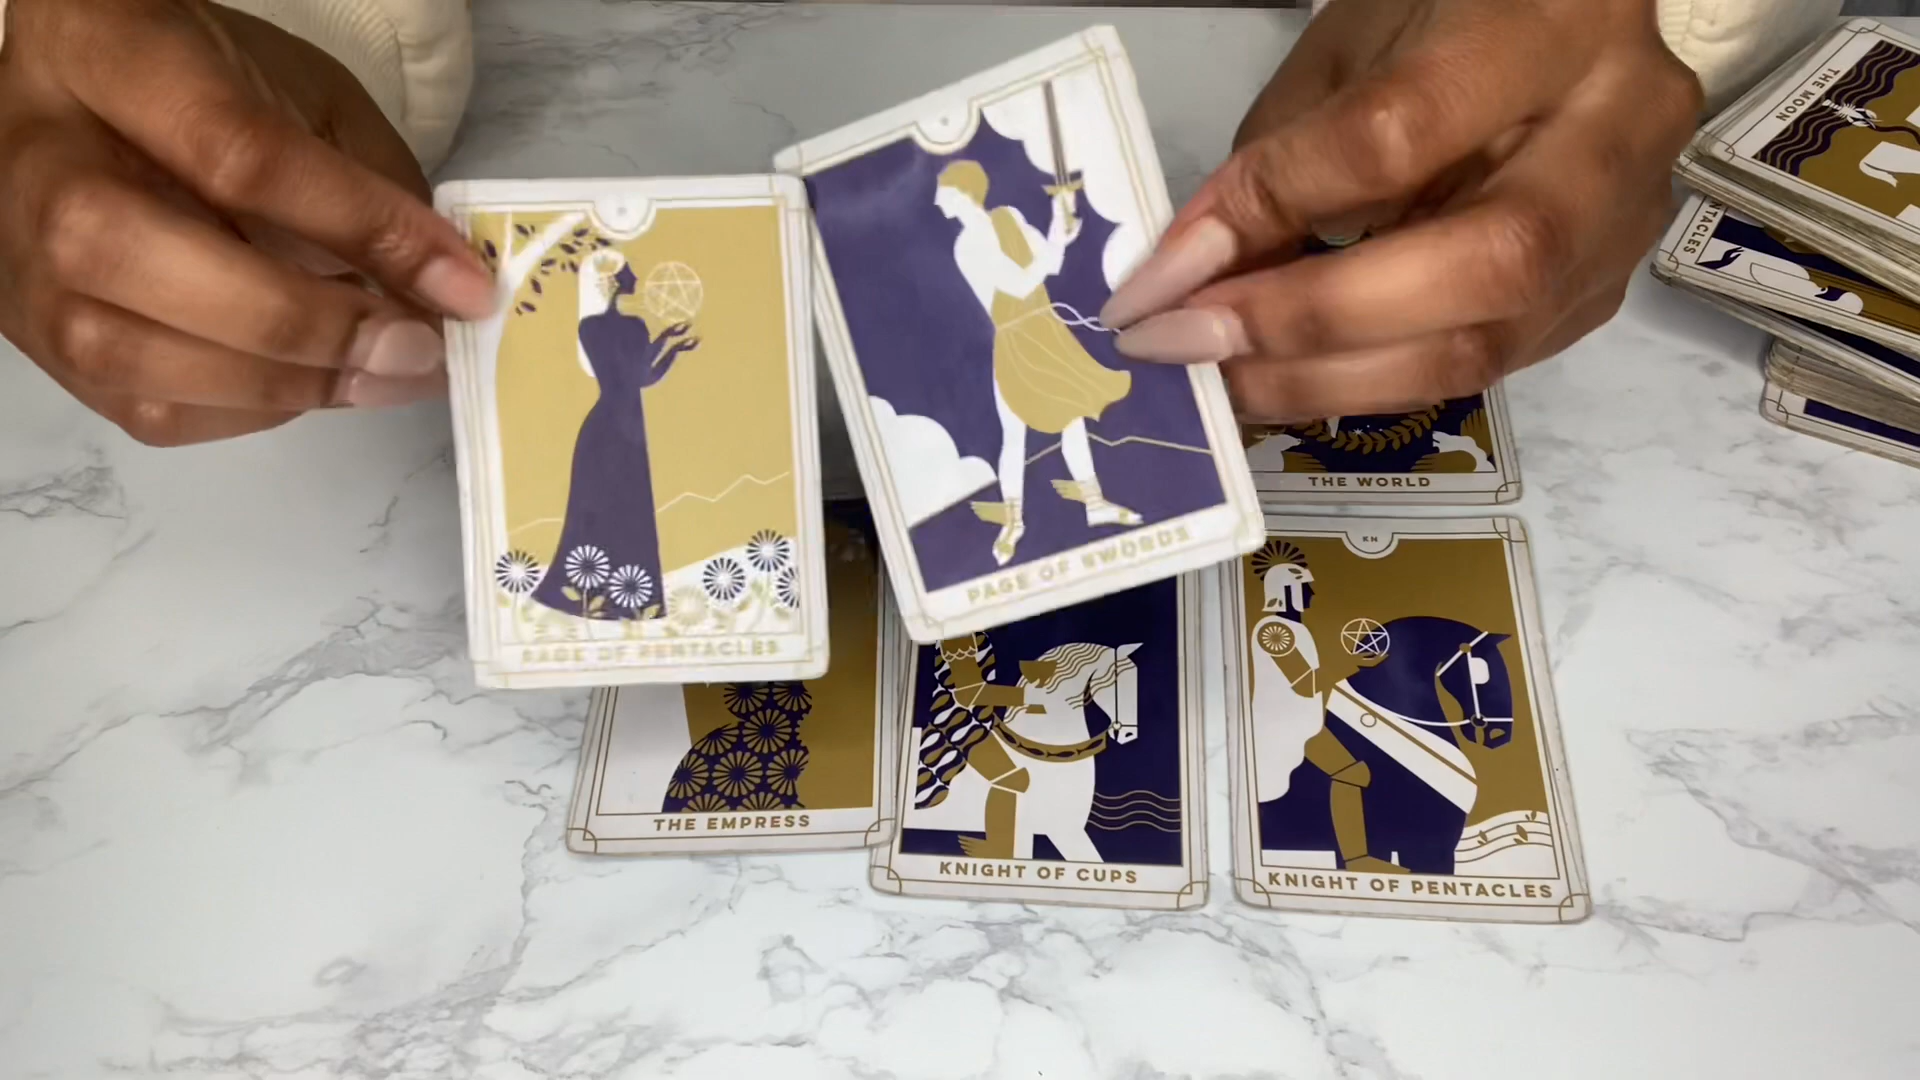 THE MOON
NTACLES
PAGE OF SWORDS
PAGE OF PENTACLES
THE WORLD
KN
THE EMPRESS
KNIGHT OF CUPS
KNIGHT OF PENTACLES